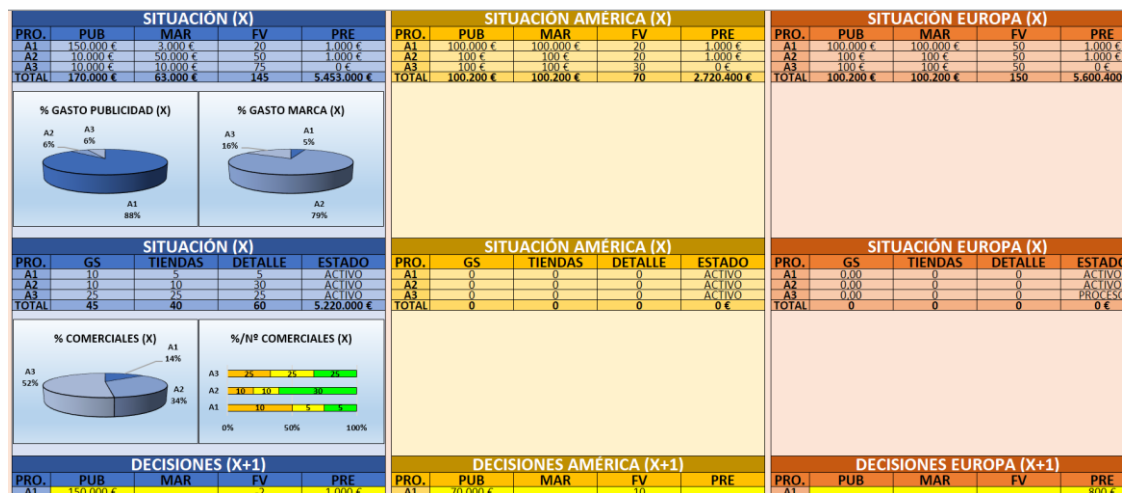 SITUACIÓN (X)
PRO. PUB MAR FV PRE
A1 150.000 € 3.000 € 20 1.000 €
A2 10.000 € 50.000 € 50 1.000 €
A3 10.000 € 10.000 € 75 0 €
TOTAL 170.000 € 63.000 € 145 5.453.000 €
% GASTO PUBLICIDAD (X)
A3
6%
A2
6%
A1
88%
% GASTO MARCA (X)
A1
5%
A3
16%
A2
79%
SITUACIÓN (X)
PRO. GS TIENDAS DETALLE ESTADO
A1 10 5 5 ACTIVO
A2 10 10 30 ACTIVO
A3 25 25 25 ACTIVO
TOTAL 45 40 60 5.220.000 €
% COMERCIALES (X)
A1
14%
A3
52%
A2
34%
%/Nº COMERCIALES (X)
A3 25 25 25
A2 10 10 30
A1 10 5 5
0% 50% 100%
DECISIONES (X+1)
PRO. PUB MAR FV PRE
A1 150.000 € 2 1.000 €
SITUACIÓN AMÉRICA (X)
PRO. PUB MAR FV PRE
A1 100.000 € 100.000 € 20 1.000 €
A2 100 € 100 € 20 1.000 €
A3 100 € 100 € 30 0 €
TOTAL 100.200 € 100.200 € 70 2.720.400 €
SITUACIÓN AMÉRICA (X)
PRO. GS TIENDAS DETALLE ESTADO
A1 0 0 0 ACTIVO
A2 0 0 0 ACTIVO
A3 0 0 0 ACTIVO
TOTAL 0 0 0 0 €
DECISIONES AMÉRICA (X+1)
PRO. PUB MAR FV PRE
A1 70.000 € 10
SITUACIÓN EUROPA (X)
PRO. PUB MAR FV PRE
A1 100.000 € 100.000 € 50 1.000 €
A2 100 € 100 € 50 1.000 €
A3 100 € 100 € 50 0 €
TOTAL 100.200 € 100.200 € 150 5.600.400
SITUACIÓN EUROPA (X)
PRO. GS TIENDAS DETALLE ESTADO
A1 0,00 0 0 ACTIVO
A2 0,00 0 0 ACTIVO
A3 0,00 0 0 PROCESO
TOTAL 0 0 0 0 €
DECISIONES EUROPA (X+1)
PRO. PUB MAR FV PRE
A1 800 €